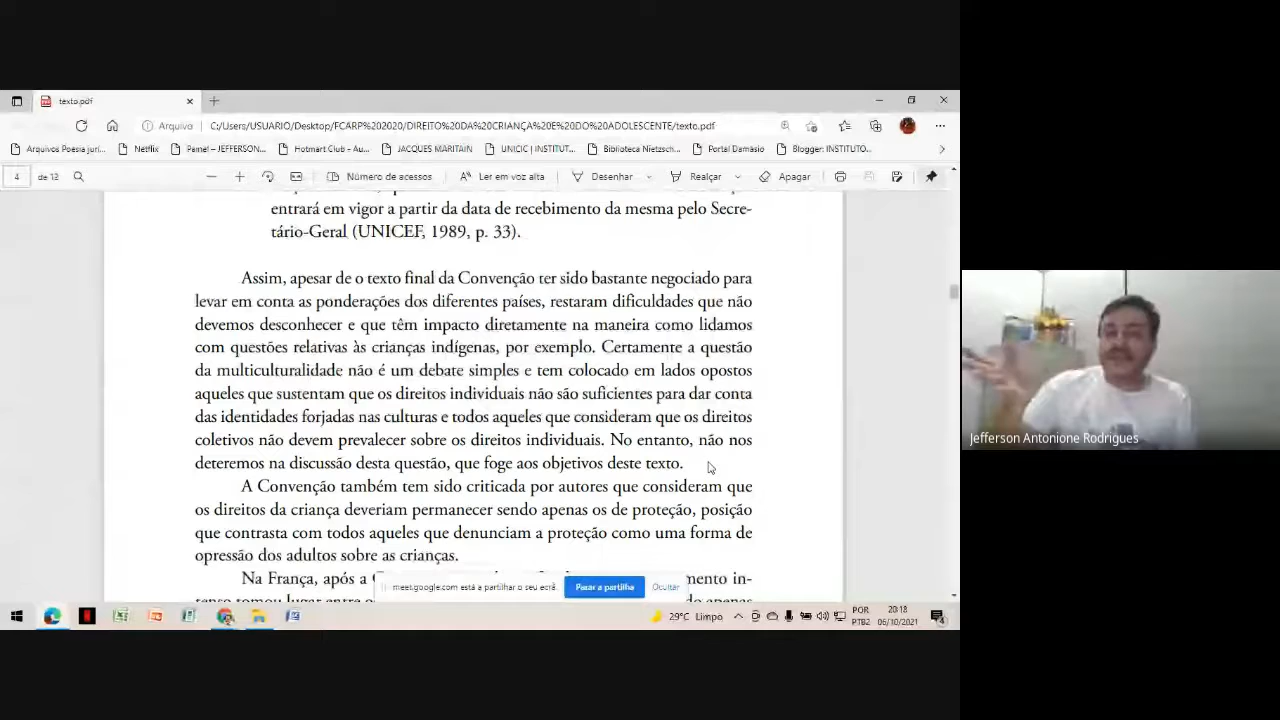 texto.pdf
Arquivo
C:/Users/USUARIO/Desktop/FCARP%202020/DIREITO%20DA%20CRIANÇA%20E%20DO%20ADOLESCENTE/texto.pdf
Arquivos Poesia juri... Netflix Painel — JEFFERSON... Hotmart Club – Au... JACQUES MARITAIN UNICIC | INSTITUT... Biblioteca Nietzsch... Portal Damásio Blogger: INSTITUTO...
4 de 12 Número de acessos Ler em voz alta Desenhar Realçar Apagar
entrará em vigor a partir da data de recebimento da mesma pelo Secre-
tário-Geral (UNICEF, 1989, p. 33).
Assim, apesar de o texto final da Convenção ter sido bastante negociado para
levar em conta as ponderações dos diferentes países, restaram dificuldades que não
devemos desconhecer e que têm impacto diretamente na maneira como lidamos
com questões relativas às crianças indígenas, por exemplo. Certamente a questão
da multiculturalidade não é um debate simples e tem colocado em lados opostos
aqueles que sustentam que os direitos individuais não são suficientes para dar conta
das identidades forjadas nas culturas e todos aqueles que consideram que os direitos
coletivos não devem prevalecer sobre os direitos individuais. No entanto, não nos
deteremos na discussão desta questão, que foge aos objetivos deste texto.
A Convenção também tem sido criticada por autores que consideram que
os direitos da criança deveriam permanecer sendo apenas os de proteção, posição
que contrasta com todos aqueles que denunciam a proteção como uma forma de
opressão dos adultos sobre as crianças.
Na França, após a mento in-
meet.google.com está a partilhar o seu ecrã. Parar a partilha Ocultar
29°C Limpo POR 20:18
PTB2 06/10/2021
Jefferson Antonione Rodrigues